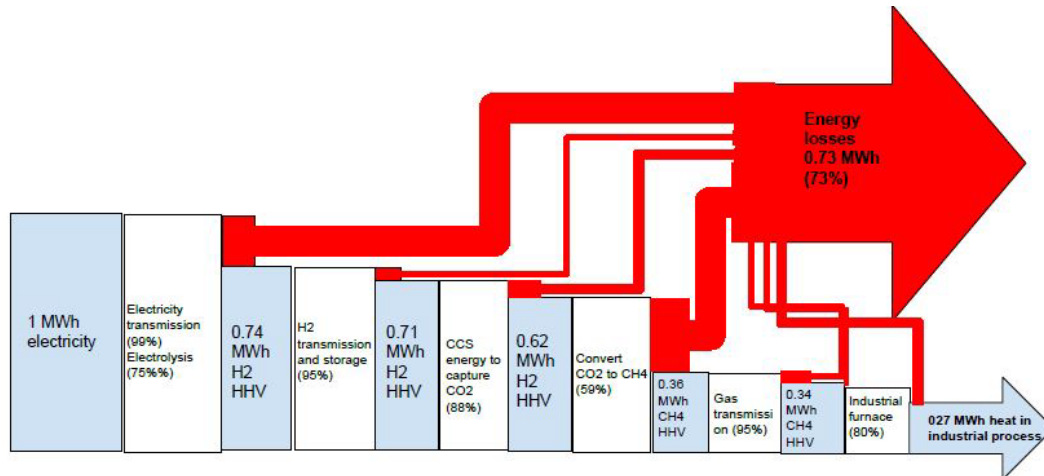 Energy
losses
0.73 MWh
(73%)
1 MWh
electricity
Electricity
transmission
(99%)
Electrolysis
(75%%)
0.74
MWh
H2
HHV
H2
transmission
and storage
(95%)
0.71
MWh
H2
HHV
CCS
energy to
capture
CO2
(88%)
0.62
MWh
H2
HHV
Convert
CO2 to CH4
(59%)
0.36
MWh
CH4
HHV
Gas
transmissi
on (95%)
0.34
MWh
CH4
HHV
Industrial
furnace
(80%)
027 MWh heat in
industrial process